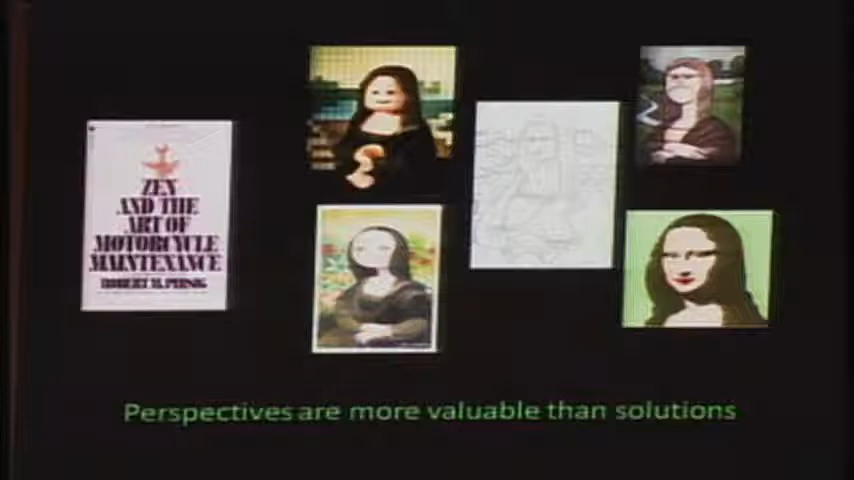 ZEN
AND THE
ART OF
MOTORCYCLE
MAINTENANCE
ROBERT M. PIRSIG
Perspectives are more valuable than solutions